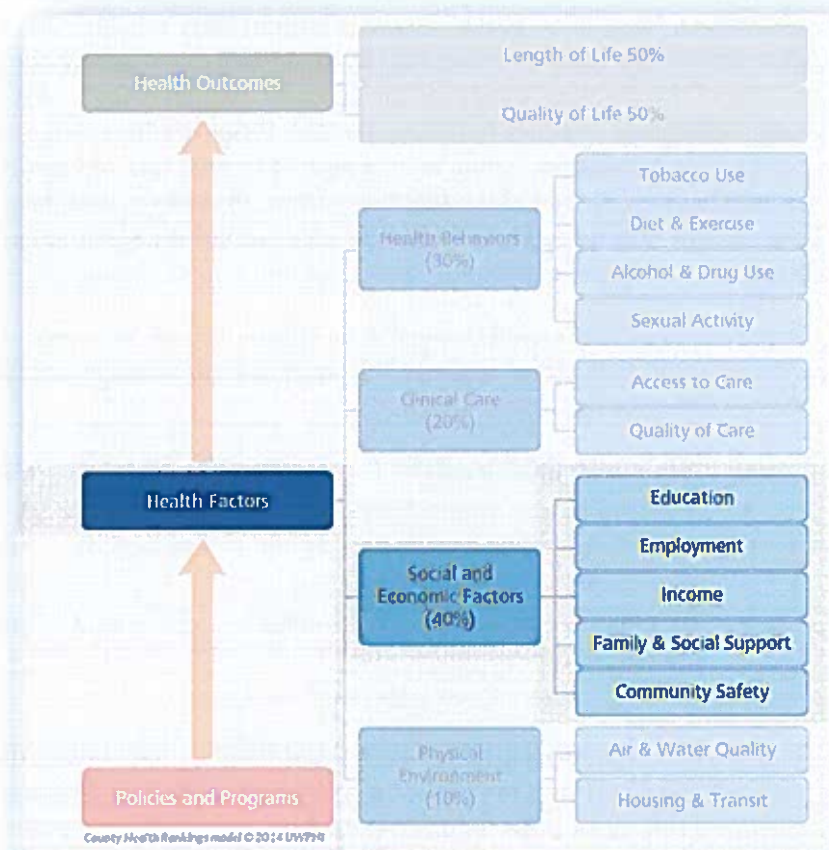 Health Outcomes
Length of Life 50%
Quality of Life 50%
Health Behaviors
(30%)
Tobacco Use
Diet & Exercise
Alcohol & Drug Use
Sexual Activity
Clinical Care
(20%)
Access to Care
Quality of Care
Health Factors
Social and
Economic Factors
(40%)
Education
Employment
Income
Family & Social Support
Community Safety
Physical
Environment
(10%)
Air & Water Quality
Housing & Transit
Policies and Programs
County Health Rankings model © 2014 UWPHI